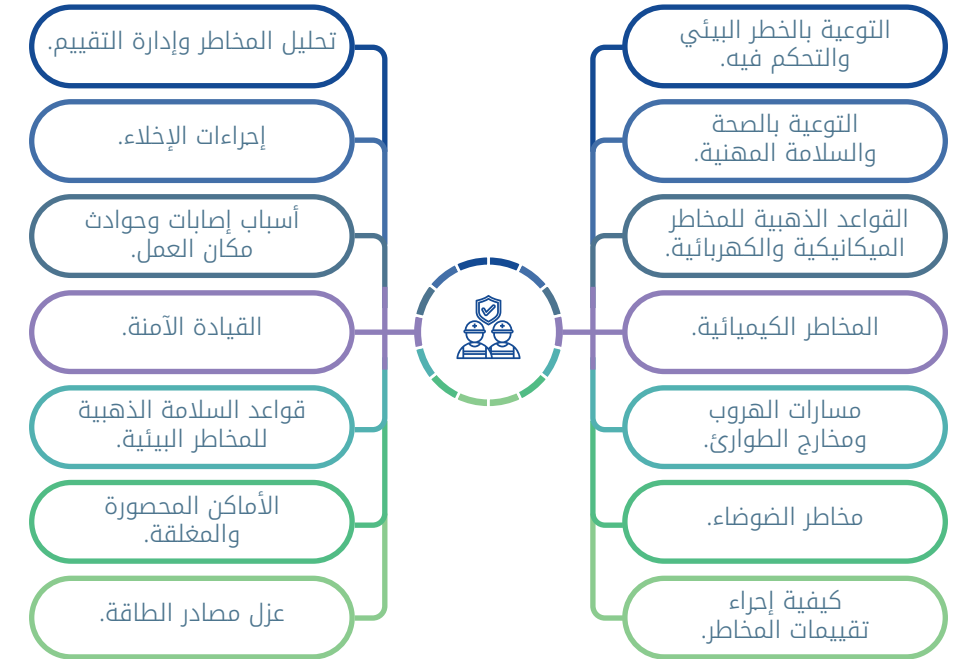 التوعية بالخطر البيئي
والتحكم فيه.
التوعية بالصحة
والسلامة المهنية.
القواعد الذهبية للمخاطر
الميكانيكية والكهربائية.
المخاطر الكيميائية.
مسارات الهروب
ومخارج الطوارئ.
مخاطر الضوضاء.
كيفية إجراء
تقييمات المخاطر.
تحليل المخاطر وإدارة التقييم.
إجراءات الإخلاء.
أسباب إصابات وحوادث
مكان العمل.
القيادة الآمنة.
قواعد السلامة الذهبية
للمخاطر البيئية.
الأماكن المحصورة
والمغلقة.
عزل مصادر الطاقة.